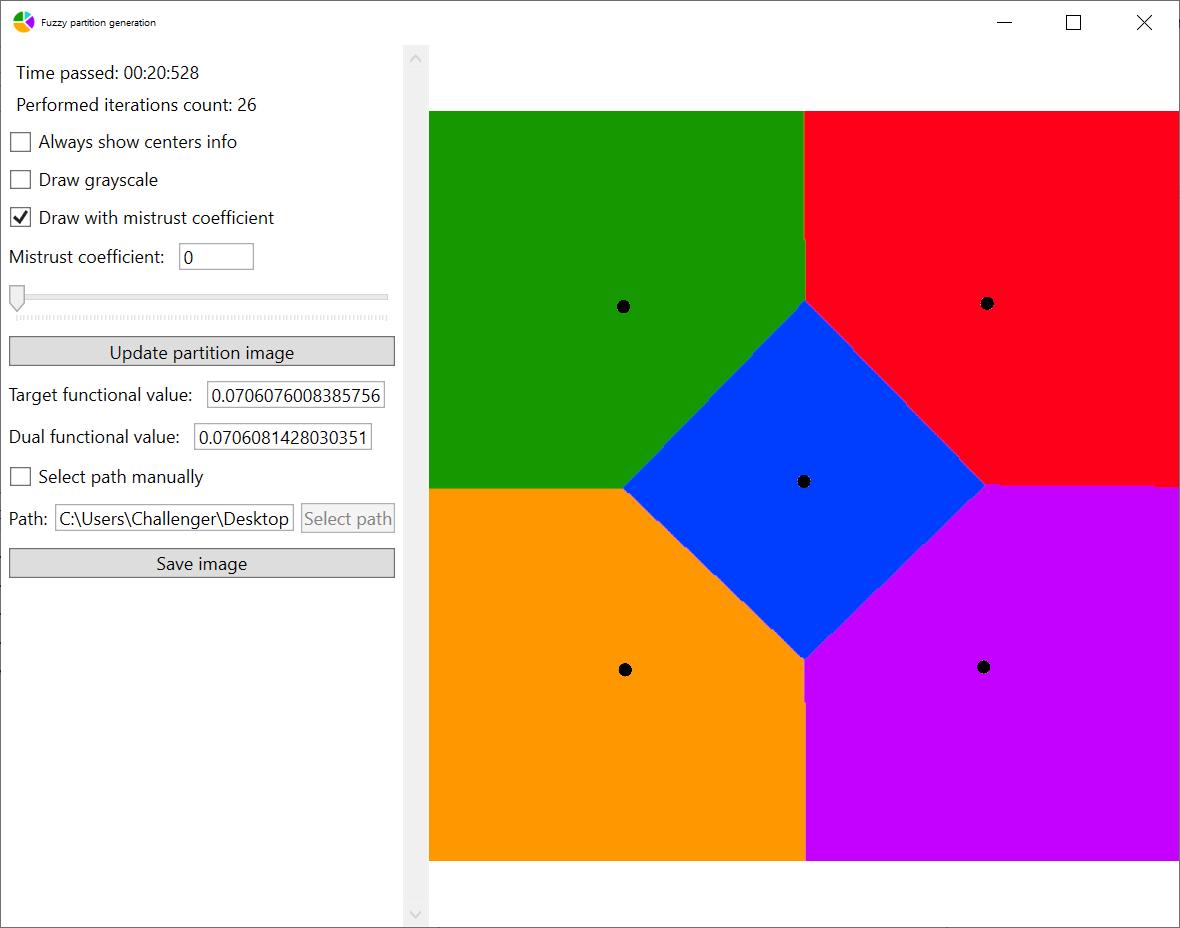 Fuzzy partition generation
Time passed: 00:20:528
Performed iterations count: 26
Always show centers info
Draw grayscale
Draw with mistrust coefficient
Mistrust coefficient: 0
Update partition image
Target functional value: 0.0706076008385756
Dual functional value: 0.0706081428030351
Select path manually
Path: C:\Users\Challenger\Desktop Select path
Save image